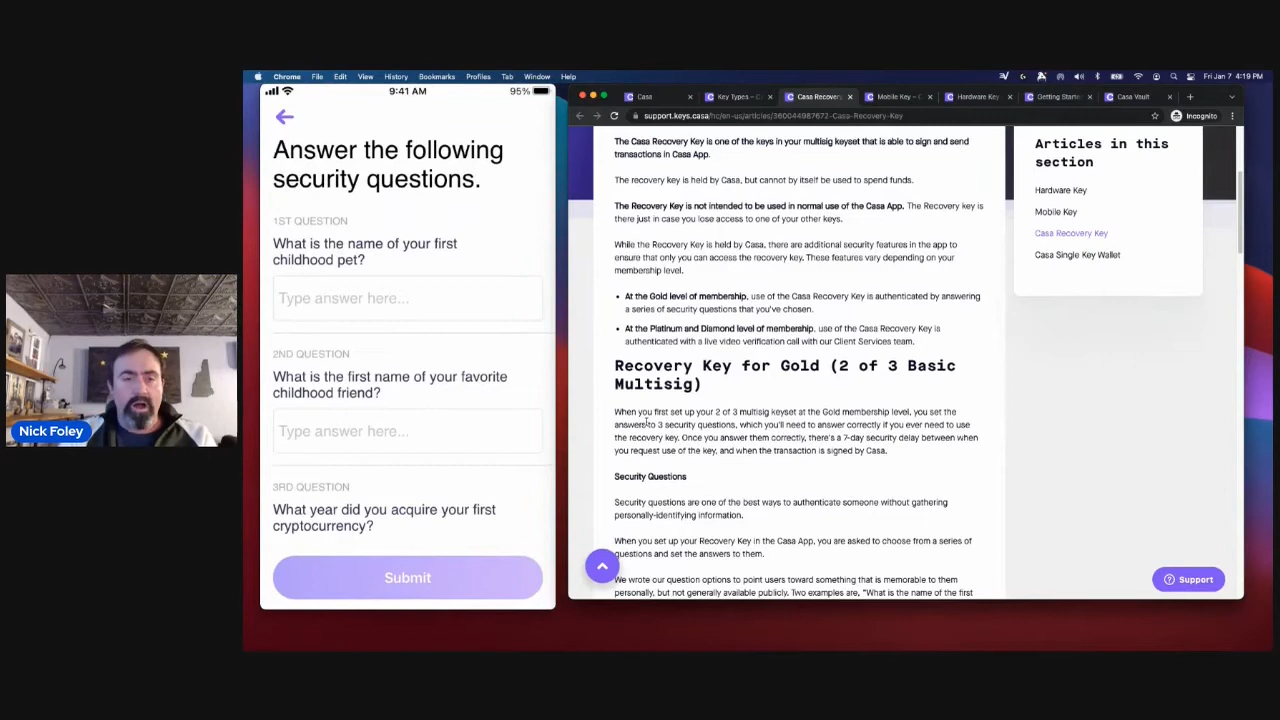 Chrome File Edit View History Bookmarks Profiles Tab Window Help
Fri Jan 7 4:19 PM
9:41 AM
95%
Answer the following
security questions.
1ST QUESTION
What is the name of your first
childhood pet?
Type answer here...
2ND QUESTION
What is the first name of your favorite
childhood friend?
Type answer here...
3RD QUESTION
What year did you acquire your first
cryptocurrency?
Submit
Nick Foley
Casa
Key Types – C
Casa Recovery
Mobile Key – C
Hardware Key
Getting Starte
Casa Vault
support.keys.casa/hc/en-us/articles/360044987672-Casa-Recovery-Key
Incognito
The Casa Recovery Key is one of the keys in your multisig keyset that is able to sign and send
transactions in Casa App.
The recovery key is held by Casa, but cannot by itself be used to spend funds.
The Recovery Key is not intended to be used in normal use of the Casa App. The Recovery key is
there just in case you lose access to one of your other keys.
While the Recovery Key is held by Casa, there are additional security features in the app to
ensure that only you can access the recovery key. These features vary depending on your
membership level.
• At the Gold level of membership, use of the Casa Recovery Key is authenticated by answering
a series of security questions that you've chosen.
• At the Platinum and Diamond level of membership, use of the Casa Recovery Key is
authenticated with a live video verification call with our Client Services team.
Recovery Key for Gold (2 of 3 Basic
Multisig)
When you first set up your 2 of 3 multisig keyset at the Gold membership level, you set the
answers to 3 security questions, which you'll need to answer correctly if you ever need to use
the recovery key. Once you answer them correctly, there's a 7-day security delay between when
you request use of the key, and when the transaction is signed by Casa.
Security Questions
Security questions are one of the best ways to authenticate someone without gathering
personally-identifying information.
When you set up your Recovery Key in the Casa App, you are asked to choose from a series of
questions and set the answers to them.
We wrote our question options to point users toward something that is memorable to them
personally, but not generally available publicly. Two examples are, "What is the name of the first
Articles in this
section
Hardware Key
Mobile Key
Casa Recovery Key
Casa Single Key Wallet
Support